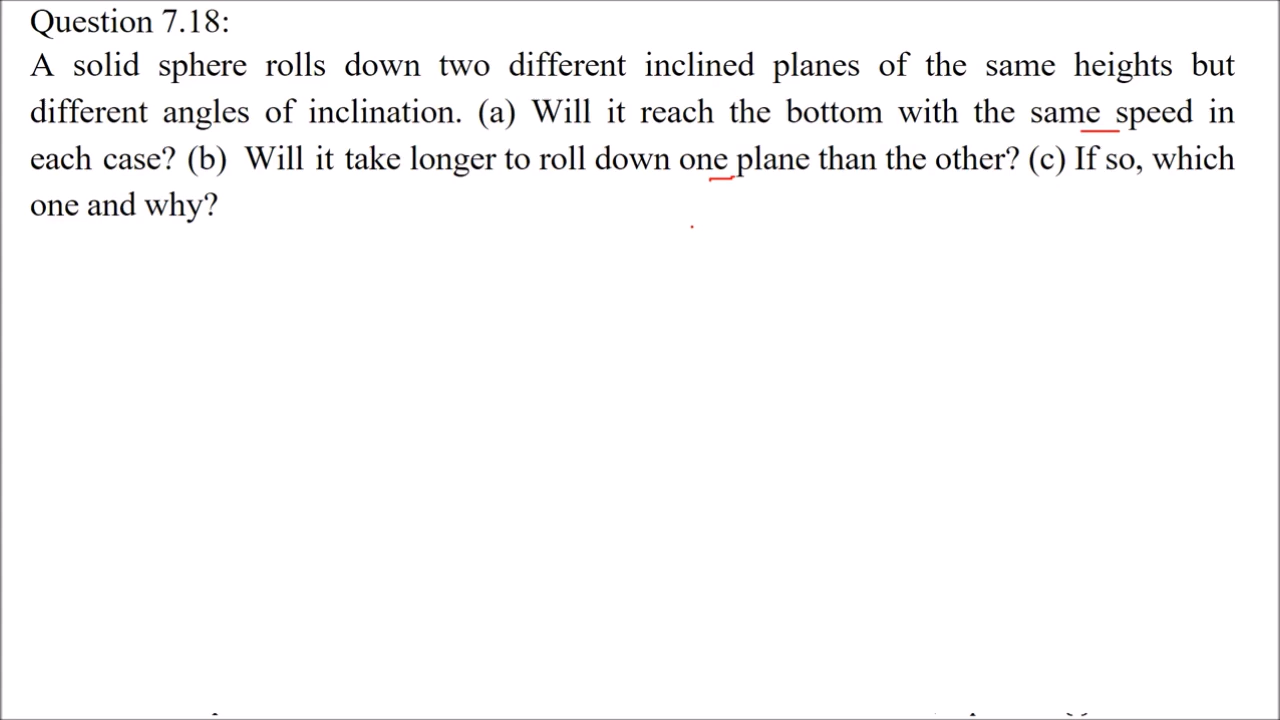 Question 7.18:
A solid sphere rolls down two different inclined planes of the same heights but
different angles of inclination. (a) Will it reach the bottom with the same speed in
each case? (b) Will it take longer to roll down one plane than the other? (c) If so, which
one and why?